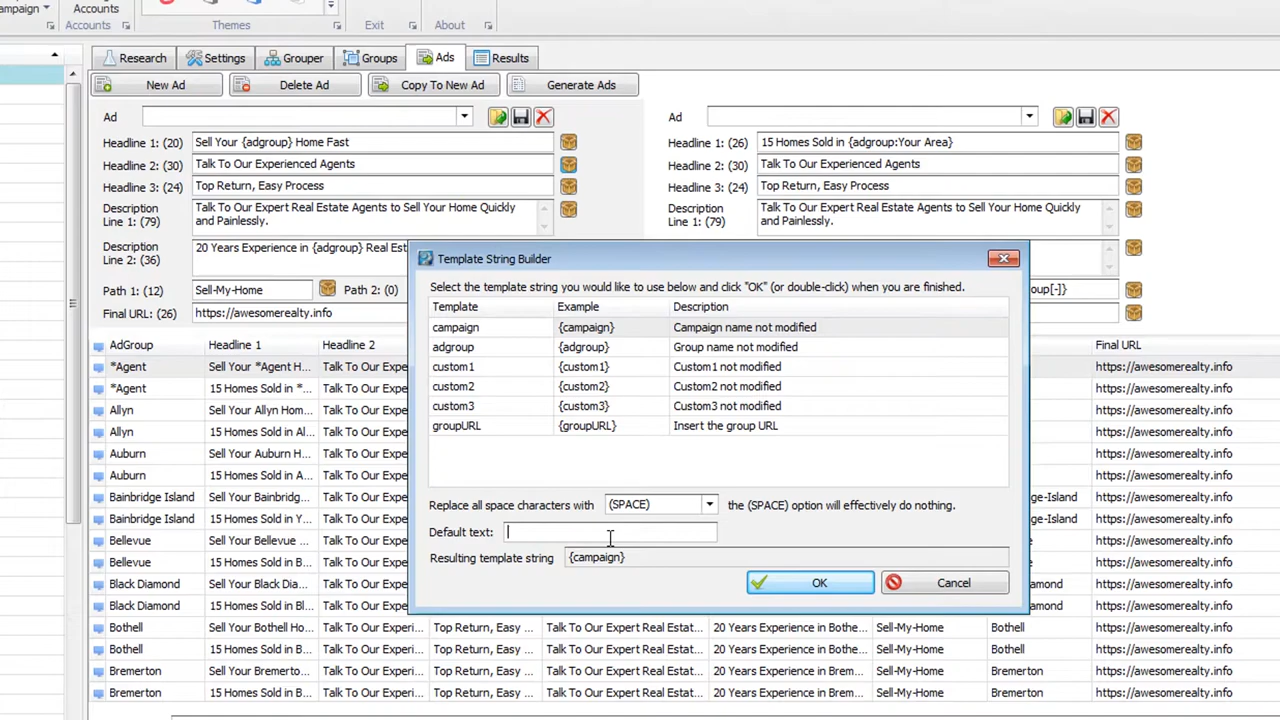 ampaign
Accounts
Accounts
Themes
Exit
About
Research
Settings
Grouper
Groups
Ads
Results
New Ad
Delete Ad
Copy To New Ad
Generate Ads
Ad
Ad
Headline 1: (20) Sell Your {adgroup} Home Fast
Headline 1: (26) 15 Homes Sold in {adgroup:Your Area}
Headline 2: (30) Talk To Our Experienced Agents
Headline 2: (30) Talk To Our Experienced Agents
Headline 3: (24) Top Return, Easy Process
Headline 3: (24) Top Return, Easy Process
Description Line 1: (79)
Talk To Our Expert Real Estate Agents to Sell Your Home Quickly
and Painlessly.
Description Line 1: (79)
Talk To Our Expert Real Estate Agents to Sell Your Home Quickly
and Painlessly.
Description Line 2: (36)
20 Years Experience in {adgroup} Real Est
Path 1: (12) Sell-My-Home Path 2: (0)
oup[-]}
Final URL: (26) https://awesomerealty.info
Template String Builder
Select the template string you would like to use below and click "OK" (or double-click) when you are finished.
Template Example Description
campaign {campaign} Campaign name not modified
adgroup {adgroup} Group name not modified
custom1 {custom1} Custom1 not modified
custom2 {custom2} Custom2 not modified
custom3 {custom3} Custom3 not modified
groupURL {groupURL} Insert the group URL
Replace all space characters with (SPACE) the (SPACE) option will effectively do nothing.
Default text:
Resulting template string {campaign}
OK
Cancel
AdGroup Headline 1 Headline 2 Final URL
*Agent Sell Your *Agent H... Talk To Our Expe https://awesomerealty.info
*Agent 15 Homes Sold in *... Talk To Our Expe https://awesomerealty.info
Allyn Sell Your Allyn Hom... Talk To Our Expe https://awesomerealty.info
Allyn 15 Homes Sold in Al... Talk To Our Expe https://awesomerealty.info
Auburn Sell Your Auburn H... Talk To Our Expe https://awesomerealty.info
Auburn 15 Homes Sold in A... Talk To Our Expe https://awesomerealty.info
Bainbridge Island Sell Your Bainbridg... Talk To Our Expe e-Island https://awesomerealty.info
Bainbridge Island 15 Homes Sold in Y... Talk To Our Expe e-Island https://awesomerealty.info
Bellevue Sell Your Bellevue ... Talk To Our Expe https://awesomerealty.info
Bellevue 15 Homes Sold in B... Talk To Our Expe https://awesomerealty.info
Black Diamond Sell Your Black Dia... Talk To Our Expe amond https://awesomerealty.info
Black Diamond 15 Homes Sold in Bl... Talk To Our Expe amond https://awesomerealty.info
Bothell Sell Your Bothell Ho... Talk To Our Experi... Top Return, Easy ... Talk To Our Expert Real Estat... 20 Years Experience in Bothe... Sell-My-Home Bothell https://awesomerealty.info
Bothell 15 Homes Sold in B... Talk To Our Experi... Top Return, Easy ... Talk To Our Expert Real Estat... 20 Years Experience in Bothe... Sell-My-Home Bothell https://awesomerealty.info
Bremerton Sell Your Bremerto... Talk To Our Experi... Top Return, Easy ... Talk To Our Expert Real Estat... 20 Years Experience in Brem... Sell-My-Home Bremerton https://awesomerealty.info
Bremerton 15 Homes Sold in B... Talk To Our Experi... Top Return, Easy ... Talk To Our Expert Real Estat... 20 Years Experience in Brem... Sell-My-Home Bremerton https://awesomerealty.info